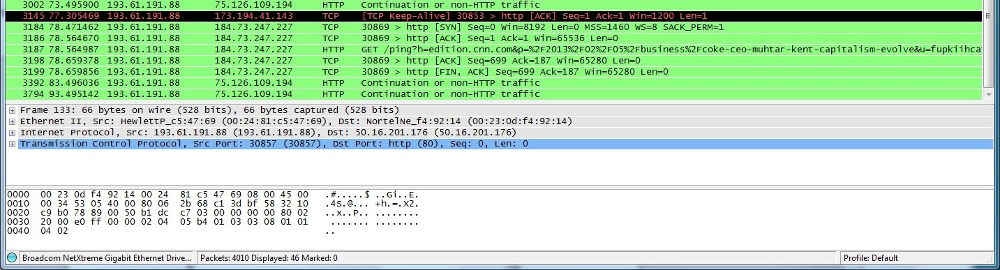 3002 73.495900 193.61.191.88 75.126.109.194 HTTP Continuation or non-HTTP traffic
3145 77.305469 193.61.191.88 173.194.41.143 TCP [TCP Keep-Alive] 30853 > http [ACK] Seq=1 Ack=1 Win=1200 Len=1
3184 78.471462 193.61.191.88 184.73.247.227 TCP 30869 > http [SYN] Seq=0 Win=8192 Len=0 MSS=1460 WS=8 SACK_PERM=1
3186 78.564670 193.61.191.88 184.73.247.227 TCP 30869 > http [ACK] Seq=1 Ack=1 Win=65536 Len=0
3187 78.564987 193.61.191.88 184.73.247.227 HTTP GET /ping?h=edition.cnn.com&p=%2F2013%2F02%2F05%2Fbusiness%2Fcoke-ceo-muhtar-kent-capitalism-evolve&u=fupkiihca
3198 78.659378 193.61.191.88 184.73.247.227 TCP 30869 > http [ACK] Seq=699 Ack=187 Win=65280 Len=0
3199 78.659856 193.61.191.88 184.73.247.227 TCP 30869 > http [FIN, ACK] Seq=699 Ack=187 Win=65280 Len=0
3392 83.496036 193.61.191.88 75.126.109.194 HTTP Continuation or non-HTTP traffic
3794 93.495142 193.61.191.88 75.126.109.194 HTTP Continuation or non-HTTP traffic
Frame 133: 66 bytes on wire (528 bits), 66 bytes captured (528 bits)
Ethernet II, Src: HewlettP_c5:47:69 (00:24:81:c5:47:69), Dst: NortelNe_f4:92:14 (00:23:0d:f4:92:14)
Internet Protocol, Src: 193.61.191.88 (193.61.191.88), Dst: 50.16.201.176 (50.16.201.176)
Transmission Control Protocol, Src Port: 30857 (30857), Dst Port: http (80), Seq: 0, Len: 0
0000 00 23 0d f4 92 14 00 24 81 c5 47 69 08 00 45 00 .#.....$ ..Gi..E.
0010 00 34 53 05 40 00 80 06 2b 68 c1 3d bf 58 32 10 .4S.@... +h.=.X2.
0020 c9 b0 78 89 00 50 b1 dc c7 03 00 00 00 00 80 02 ..x..P.. ........
0030 20 00 e0 ff 00 00 02 04 05 b4 01 03 03 08 01 01 ....... ........
0040 04 02 ..
Broadcom NetXtreme Gigabit Ethernet Drive... Packets: 4010 Displayed: 46 Marked: 0 Profile: Default